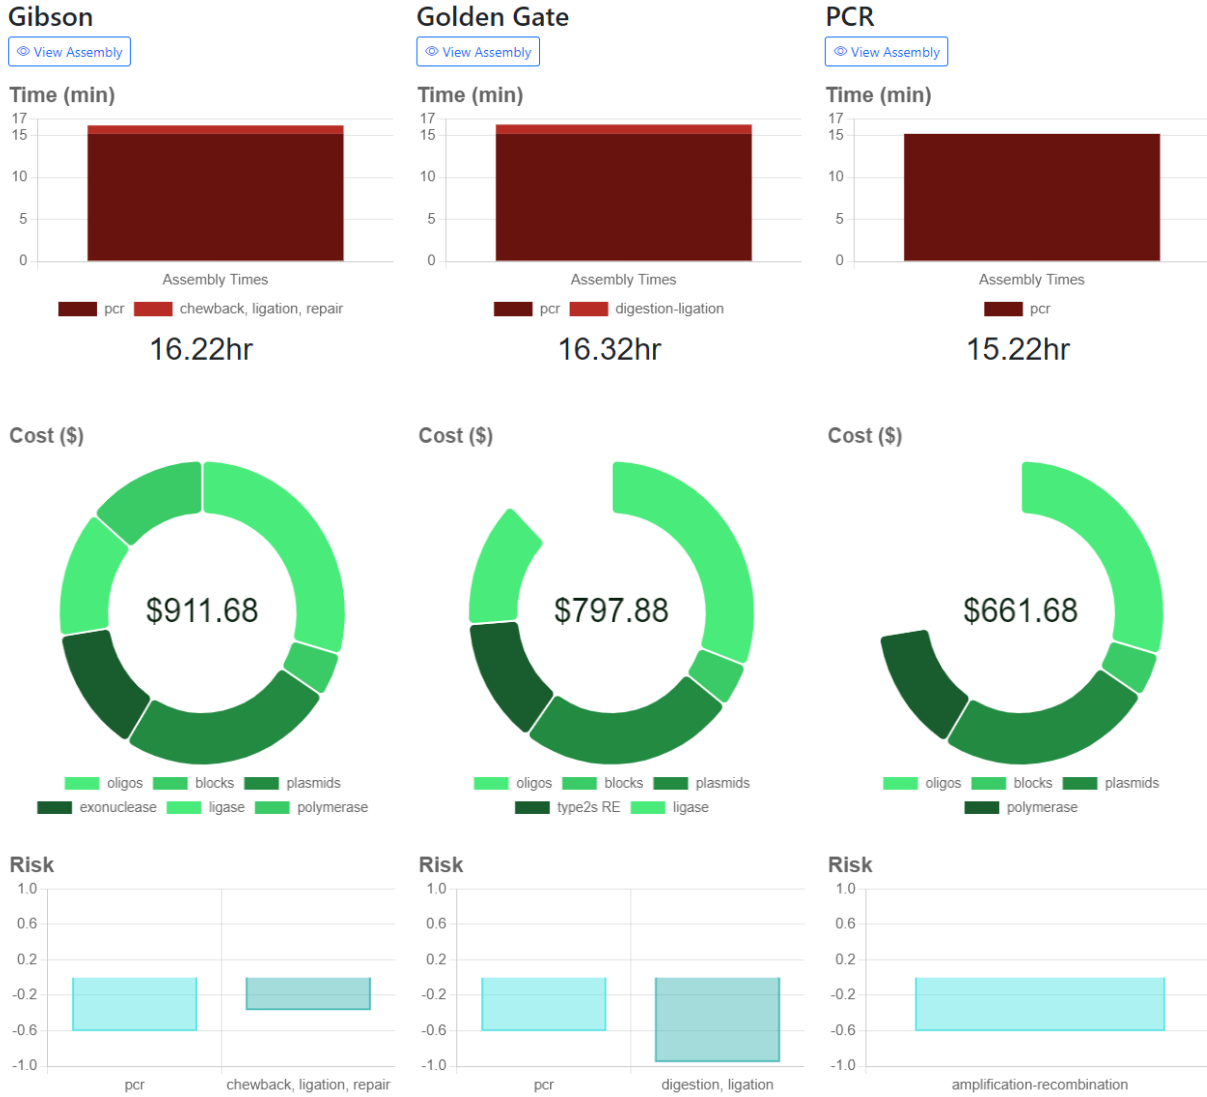 Gibson
View Assembly
Time (min)
17
15
10
5
0
Assembly Times
pcr chewback, ligation, repair
16.22hr
Cost ($)
$911.68
oligos blocks plasmids
exonuclease ligase polymerase
Risk
1.0
0.6
0.2
-0.2
-0.6
-1.0
pcr chewback, ligation, repair
Golden Gate
View Assembly
Time (min)
17
15
10
5
0
Assembly Times
pcr digestion-ligation
16.32hr
Cost ($)
$797.88
oligos blocks plasmids
type2s RE ligase
Risk
1.0
0.6
0.2
-0.2
-0.6
-1.0
pcr digestion, ligation
PCR
View Assembly
Time (min)
17
15
10
5
0
Assembly Times
pcr
15.22hr
Cost ($)
$661.68
oligos blocks plasmids
polymerase
Risk
1.0
0.6
0.2
-0.2
-0.6
-1.0
amplification-recombination